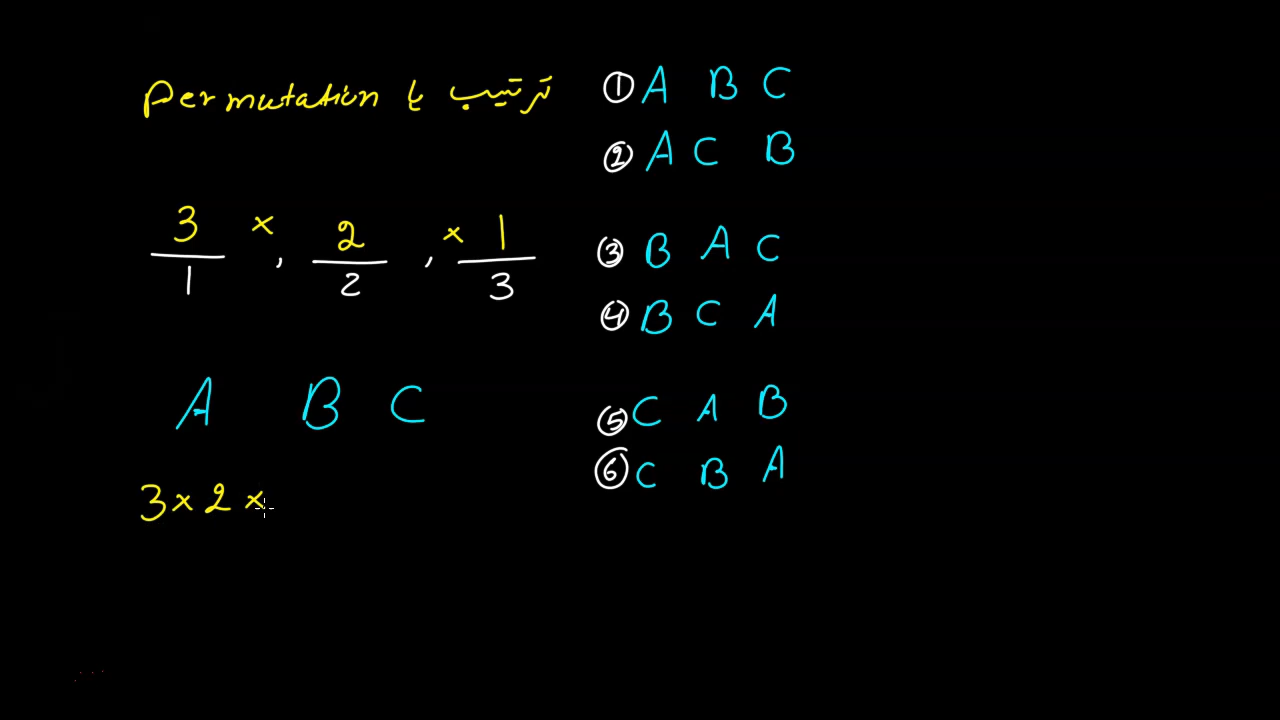 Permutation یا ترتیب
3 × 2 × 1
1 , 2 , 3
A B C
3 × 2 ×
① A B C
② A C B
③ B A C
④ B C A
⑤ C A B
⑥ C B A